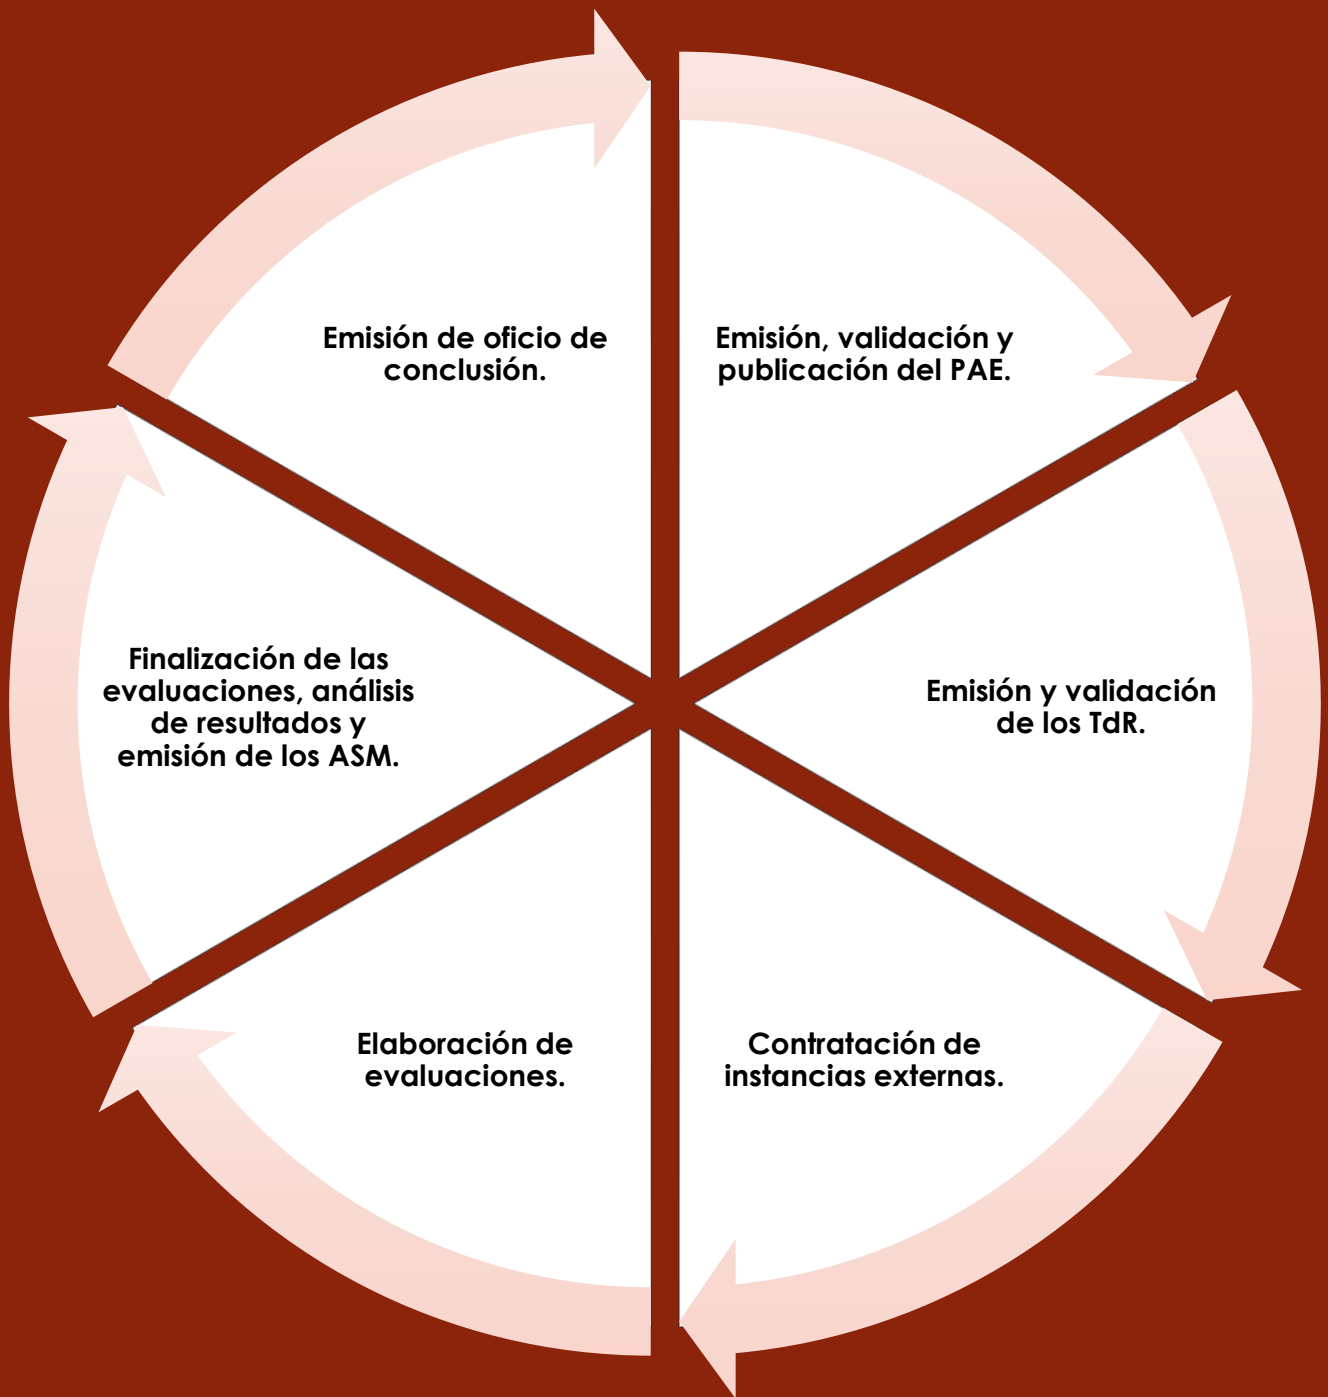 Emisión, validación y
publicación del PAE.
Emisión y validación
de los TdR.
Contratación de
instancias externas.
Elaboración de
evaluaciones.
Finalización de las
evaluaciones, análisis
de resultados y
emisión de los ASM.
Emisión de oficio de
conclusión.